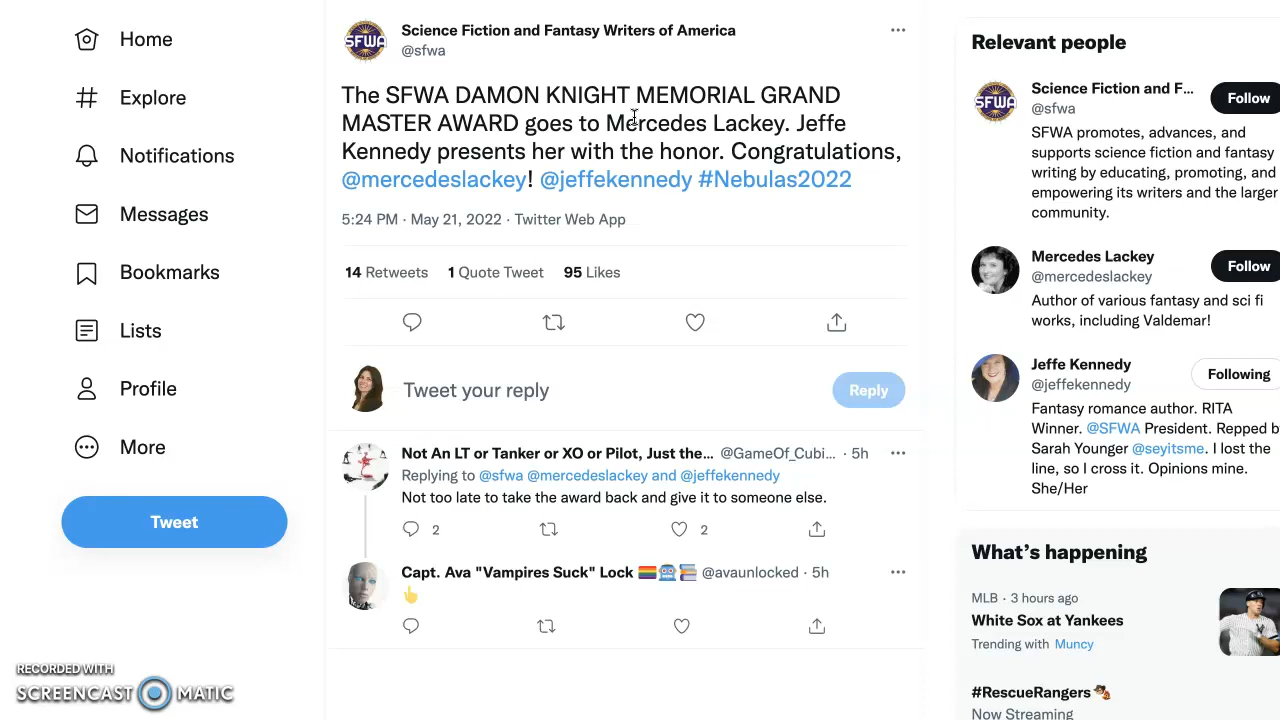 Home
Explore
Notifications
Messages
Bookmarks
Lists
Profile
More
Tweet
SFWA
Science Fiction and Fantasy Writers of America
@sfwa
The SFWA DAMON KNIGHT MEMORIAL GRAND
MASTER AWARD goes to Mercedes Lackey. Jeffe
Kennedy presents her with the honor. Congratulations,
@mercedeslackey! @jeffekennedy #Nebulas2022
5:24 PM · May 21, 2022 · Twitter Web App
14 Retweets 1 Quote Tweet 95 Likes
Tweet your reply
Reply
Not An LT or Tanker or XO or Pilot, Just the... @GameOf_Cubi... · 5h
Replying to @sfwa @mercedeslackey and @jeffekennedy
Not too late to take the award back and give it to someone else.
2 2
Capt. Ava "Vampires Suck" Lock 🏳️‍🌈🤖📚 @avaunlocked · 5h
👆
Relevant people
SFWA
Science Fiction and F...
@sfwa
Follow
SFWA promotes, advances, and
supports science fiction and fantasy
writing by educating, promoting, and
empowering its writers and the larger
community.
Mercedes Lackey
@mercedeslackey
Follow
Author of various fantasy and sci fi
works, including Valdemar!
Jeffe Kennedy
@jeffekennedy
Following
Fantasy romance author. RITA
Winner. @SFWA President. Repped b
Sarah Younger @seyitsme. I lost the
line, so I cross it. Opinions mine.
She/Her
What's happening
MLB · 3 hours ago
White Sox at Yankees
Trending with Muncy
#RescueRangers
Now Streaming
RECORDED WITH
SCREENCAST MATIC